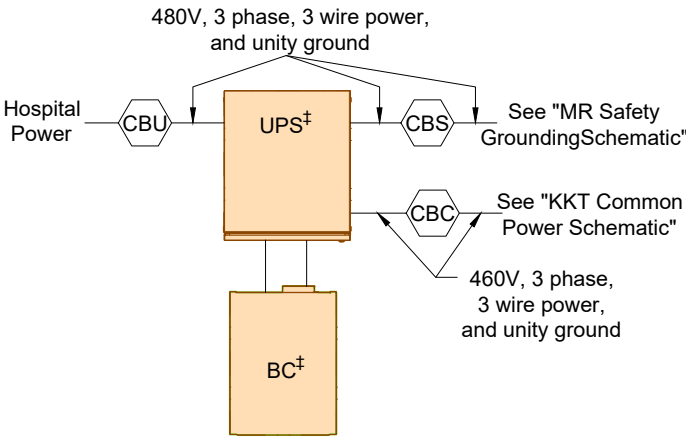 480V, 3 phase, 3 wire power,
and unity ground
Hospital
Power
CBU
UPS‡
CBS
See "MR Safety
GroundingSchematic"
CBC
See "KKT Common
Power Schematic"
460V, 3 phase,
3 wire power,
and unity ground
BC‡